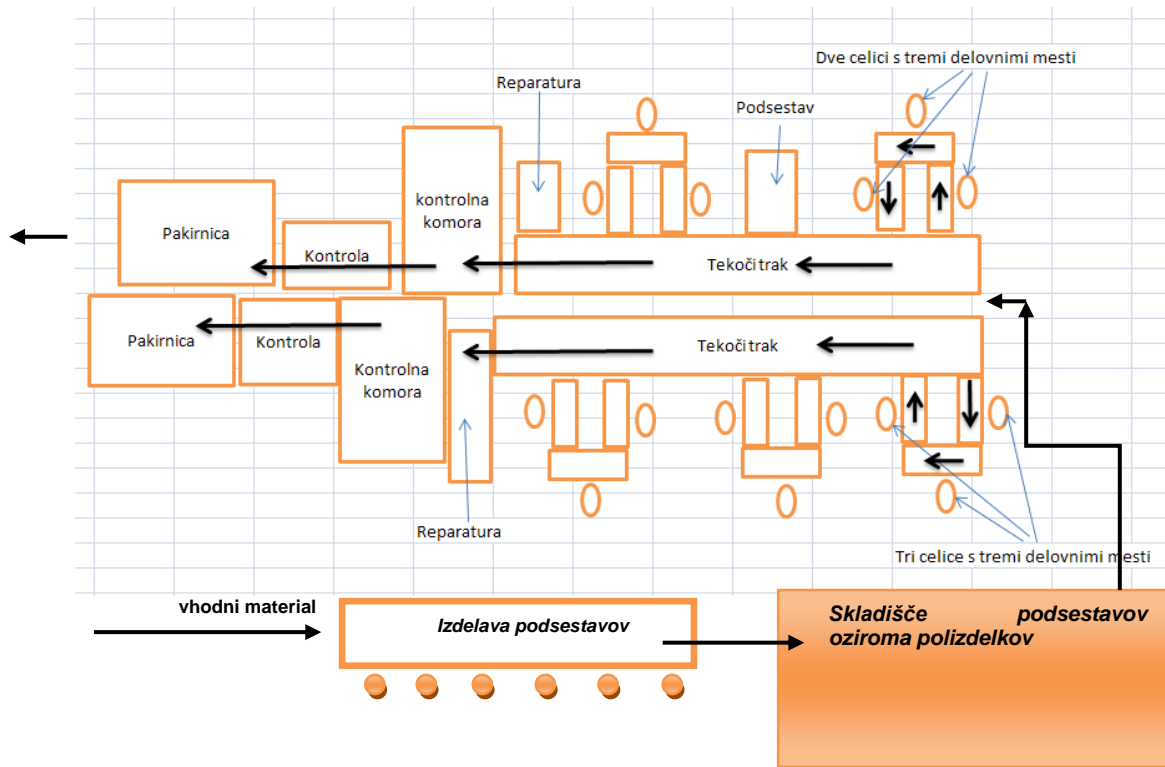 Dve celici s tremi delovnimi mesti
Reparatura
Podsestav
kontrolna
komora
Pakirnica
Kontrola
Tekoči trak
Pakirnica
Kontrola
Kontrolna
komora
Tekoči trak
Reparatura
Tri celice s tremi delovnimi mesti
vhodni material
Izdelava podsestavov
Skladišče podsestavov
oziroma polizdelkov